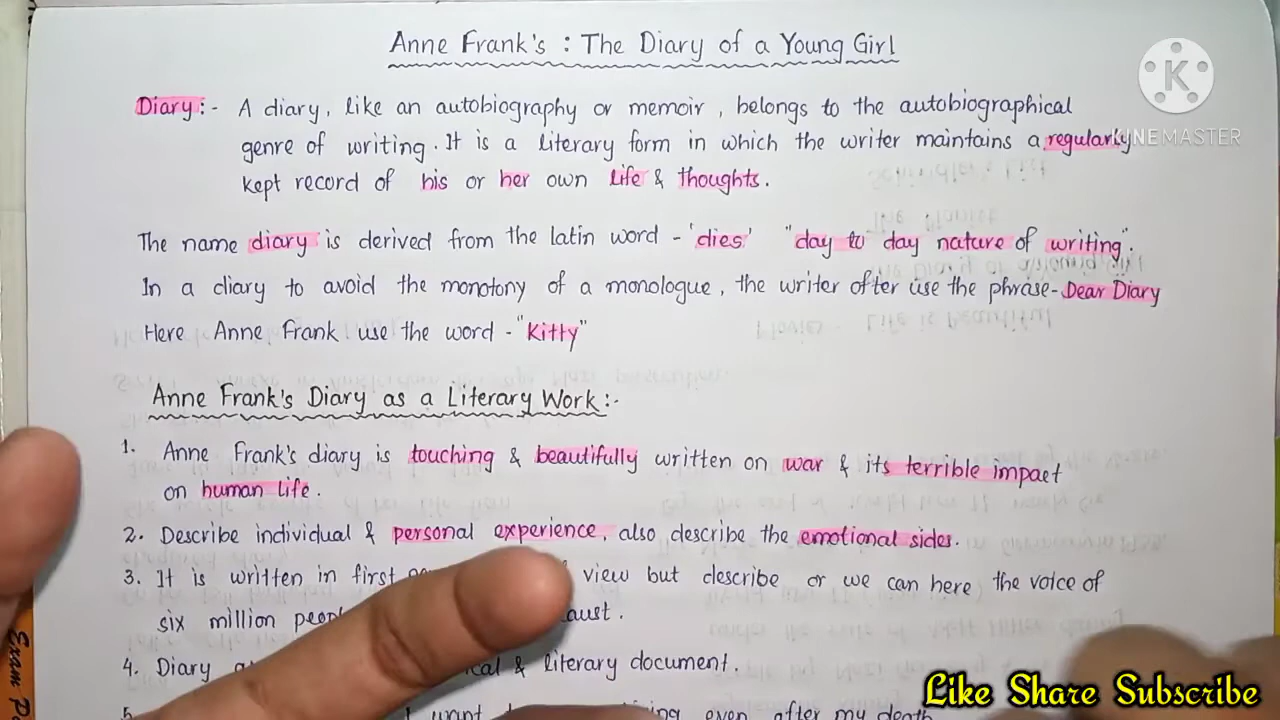 Anne Frank's : The Diary of a Young Girl
K
KINEMASTER
Diary:- A diary, like an autobiography or memoir, belongs to the autobiographical
genre of writing. It is a literary form in which the writer maintains a regularly
kept record of his or her own life & thoughts.
The name diary is derived from the latin word - 'dies' "day to day nature of writing".
In a diary to avoid the monotony of a monologue, the writer ofter use the phrase - Dear Diary
Here Anne Frank use the word - "Kitty"
Anne Frank's Diary as a Literary Work:-
1. Anne Frank's diary is touching & beautifully written on war & its terrible impact
on human life.
2. Describe individual & personal experience, also describe the emotional sides.
3. It is written in first view but describe or we can here the voice of
six million
4. Diary & literary document.
5. I want even after my death
Exam
Like Share Subscribe